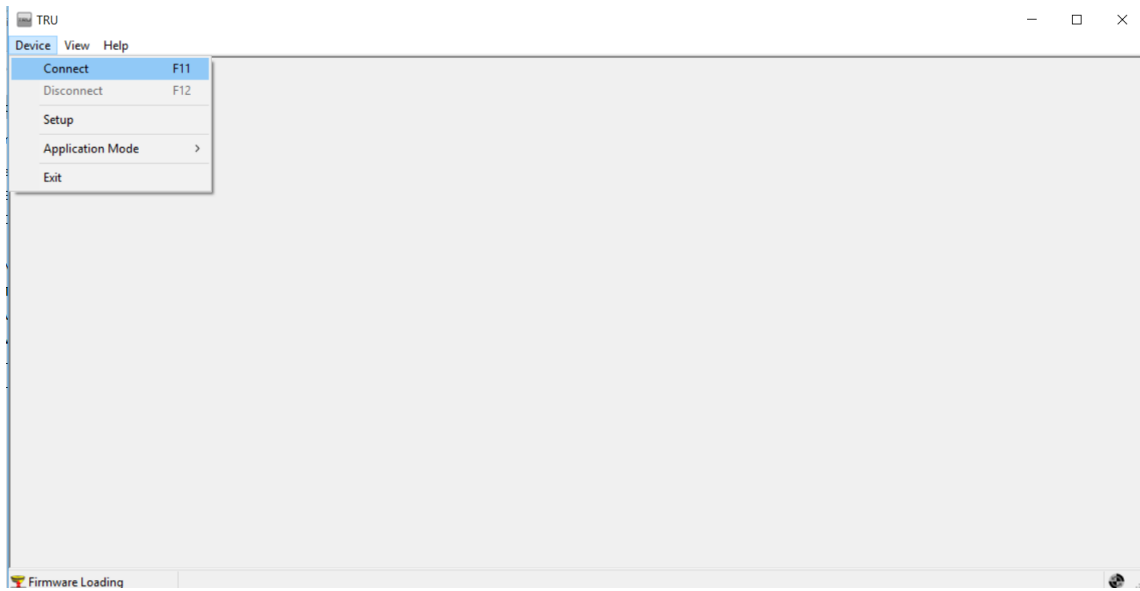 TRU
Device View Help
Connect F11
Disconnect F12
Setup
Application Mode
Exit
Firmware Loading